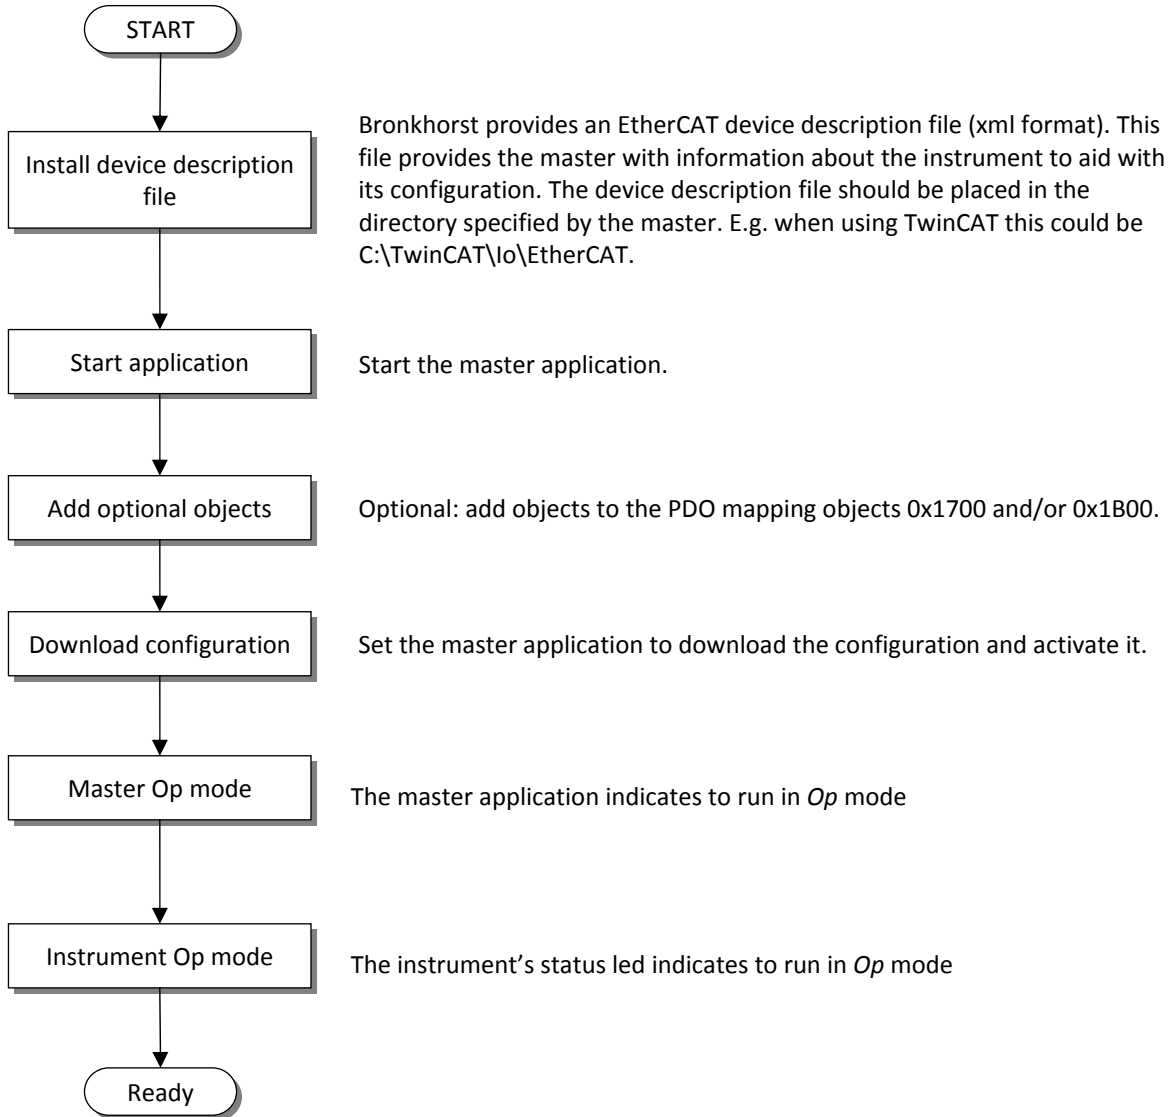 START
Install device description
file
Bronkhorst provides an EtherCAT device description file (xml format). This
file provides the master with information about the instrument to aid with
its configuration. The device description file should be placed in the
directory specified by the master. E.g. when using TwinCAT this could be
C:\TwinCAT\Io\EtherCAT.
Start application
Start the master application.
Add optional objects
Optional: add objects to the PDO mapping objects 0x1700 and/or 0x1B00.
Download configuration
Set the master application to download the configuration and activate it.
Master Op mode
The master application indicates to run in Op mode
Instrument Op mode
The instrument’s status led indicates to run in Op mode
Ready